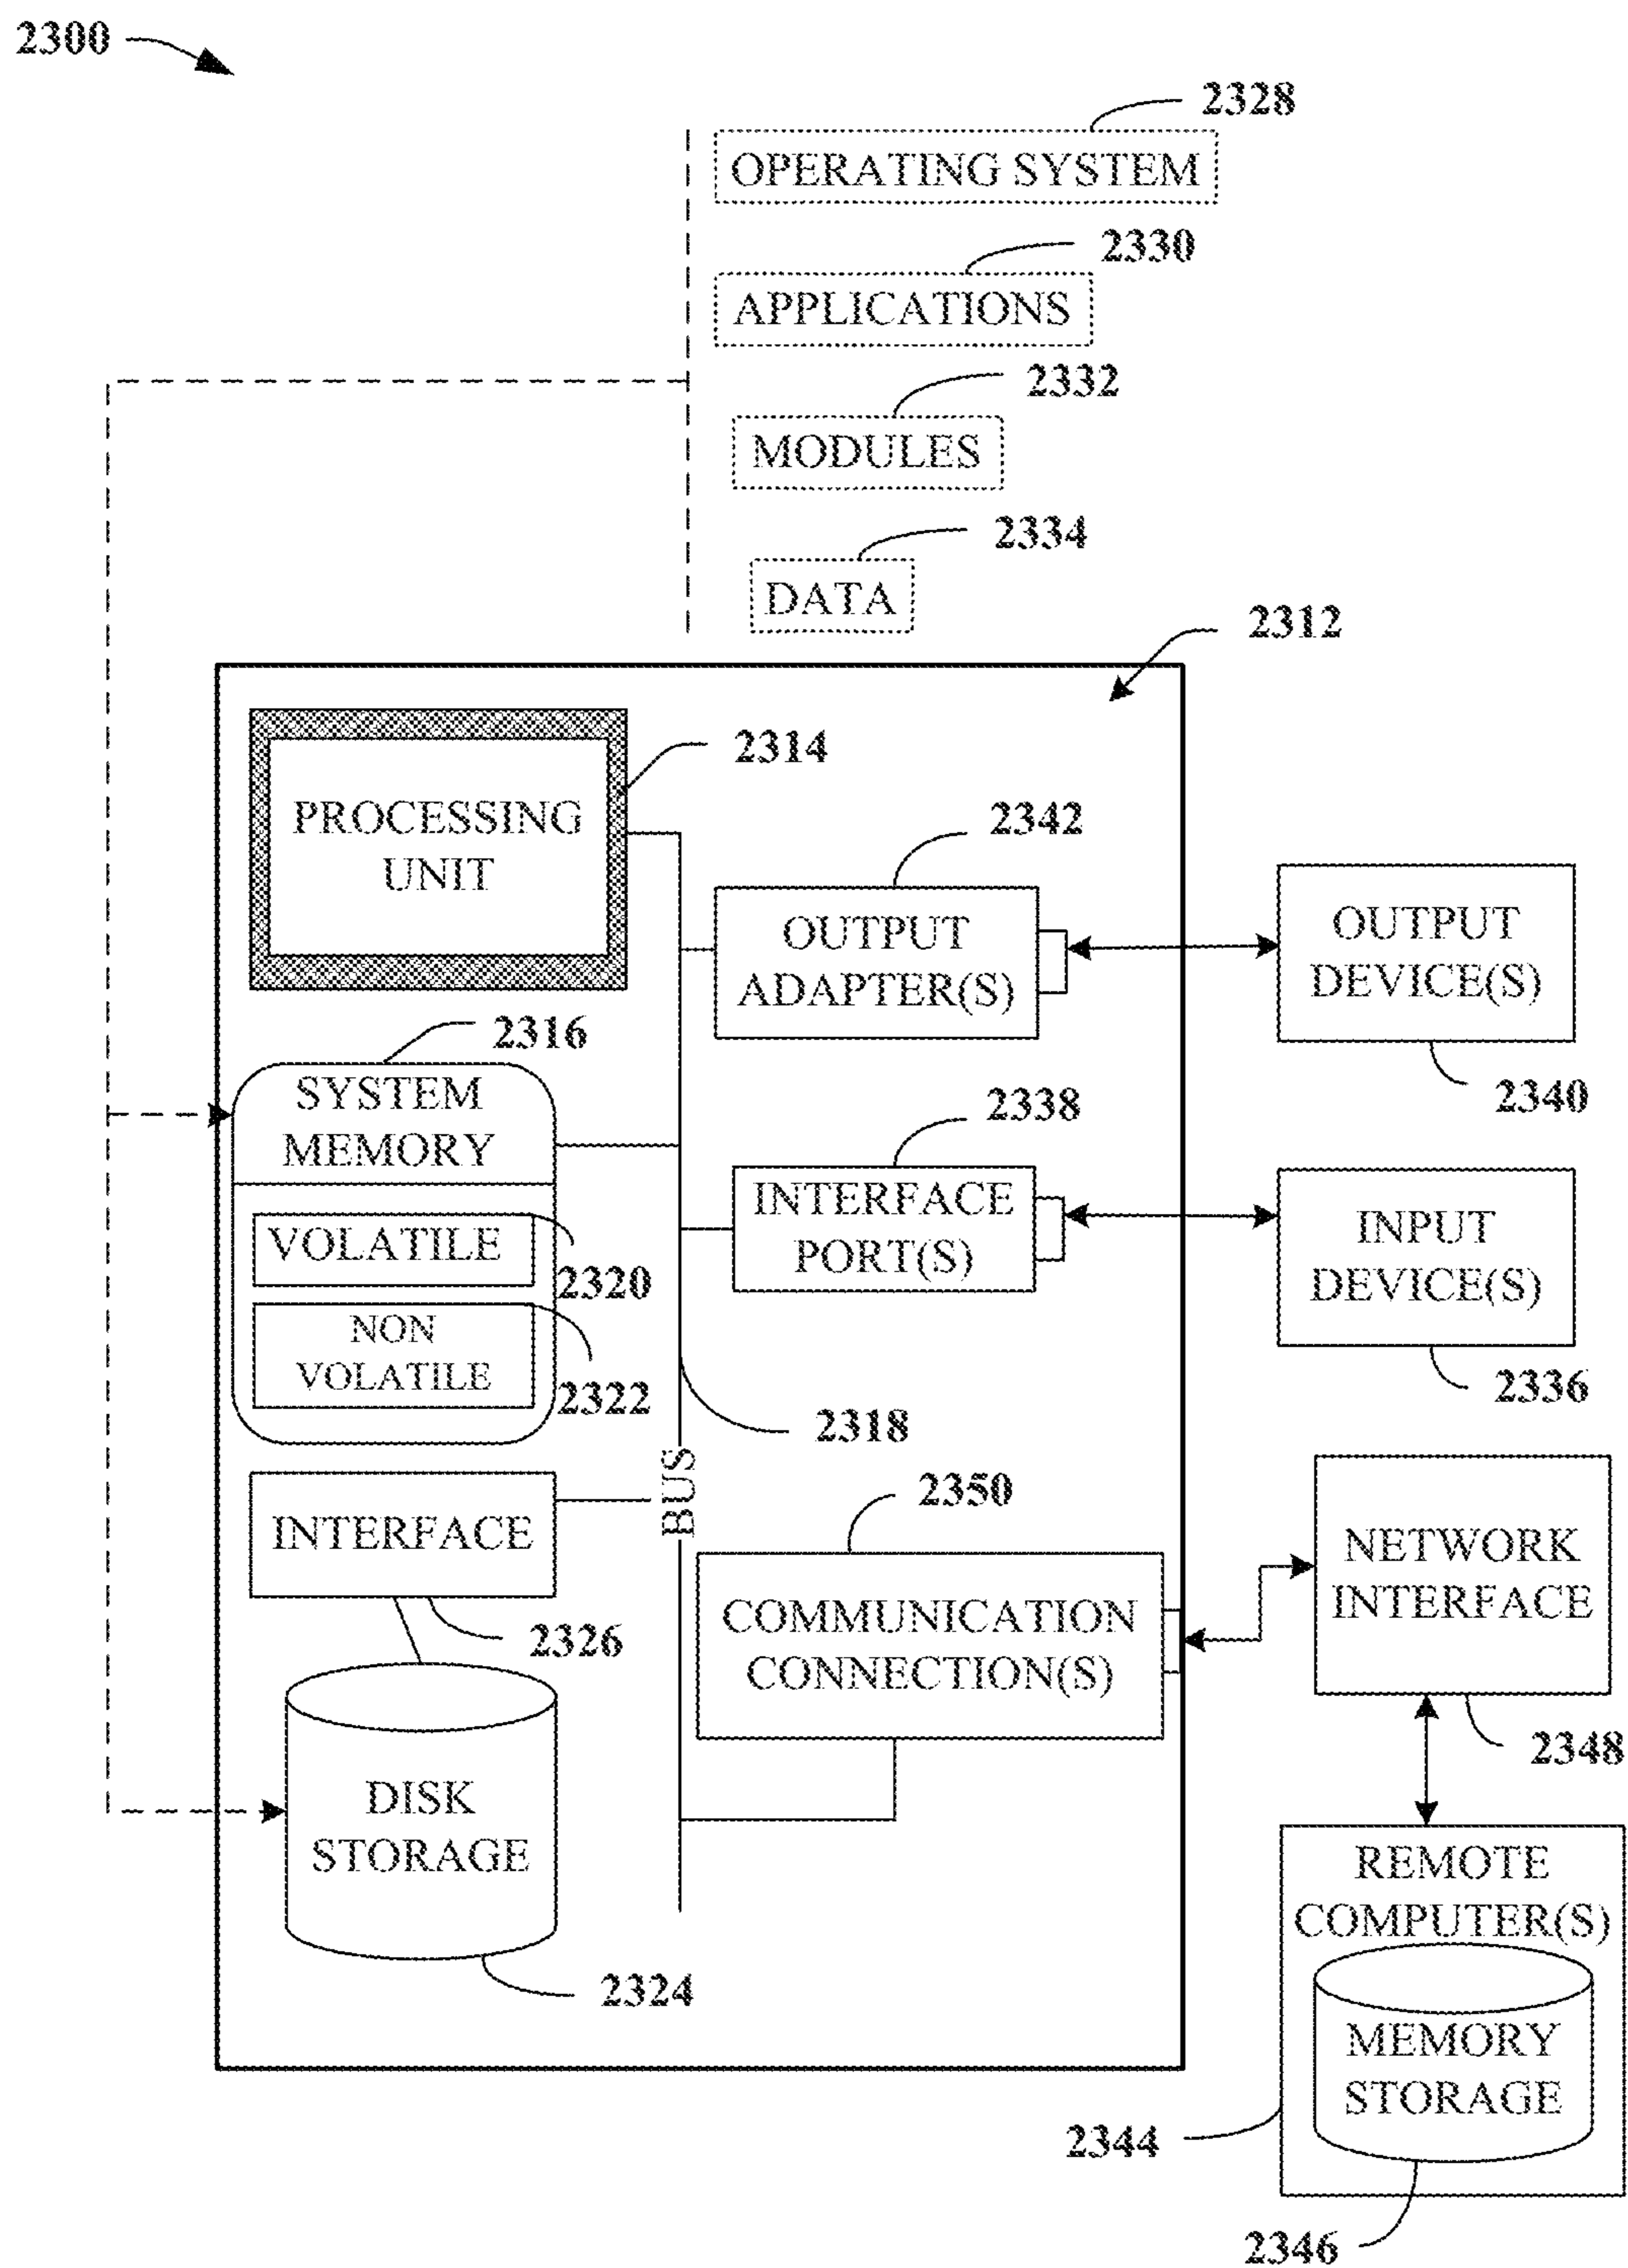 2300
2328
OPERATING SYSTEM
2330
APPLICATIONS
2332
MODULES
2334
DATA
2312
2314
PROCESSING
UNIT
2342
OUTPUT
ADAPTER(S)
OUTPUT
DEVICE(S)
2340
2316
SYSTEM
MEMORY
VOLATILE
2320
NON
VOLATILE
2322
2338
INTERFACE
PORT(S)
INPUT
DEVICE(S)
2336
2318
BUS
INTERFACE
2326
2350
COMMUNICATION
CONNECTION(S)
NETWORK
INTERFACE
2348
DISK
STORAGE
2324
REMOTE
COMPUTER(S)
MEMORY
STORAGE
2344
2346